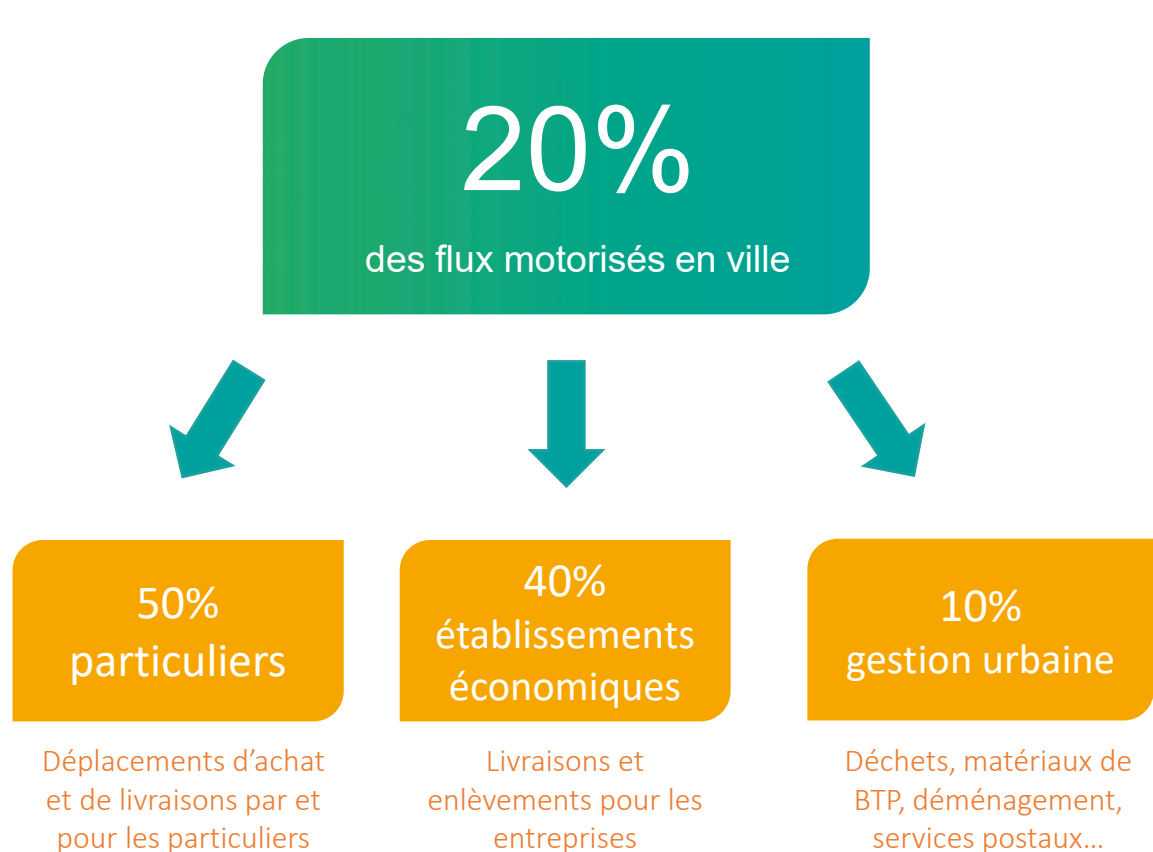 20%
des flux motorisés en ville
50%
particuliers
40%
établissements
économiques
10%
gestion urbaine
Déplacements d’achat
et de livraisons par et
pour les particuliers
Livraisons et
enlèvements pour les
entreprises
Déchets, matériaux de
BTP, déménagement,
services postaux…